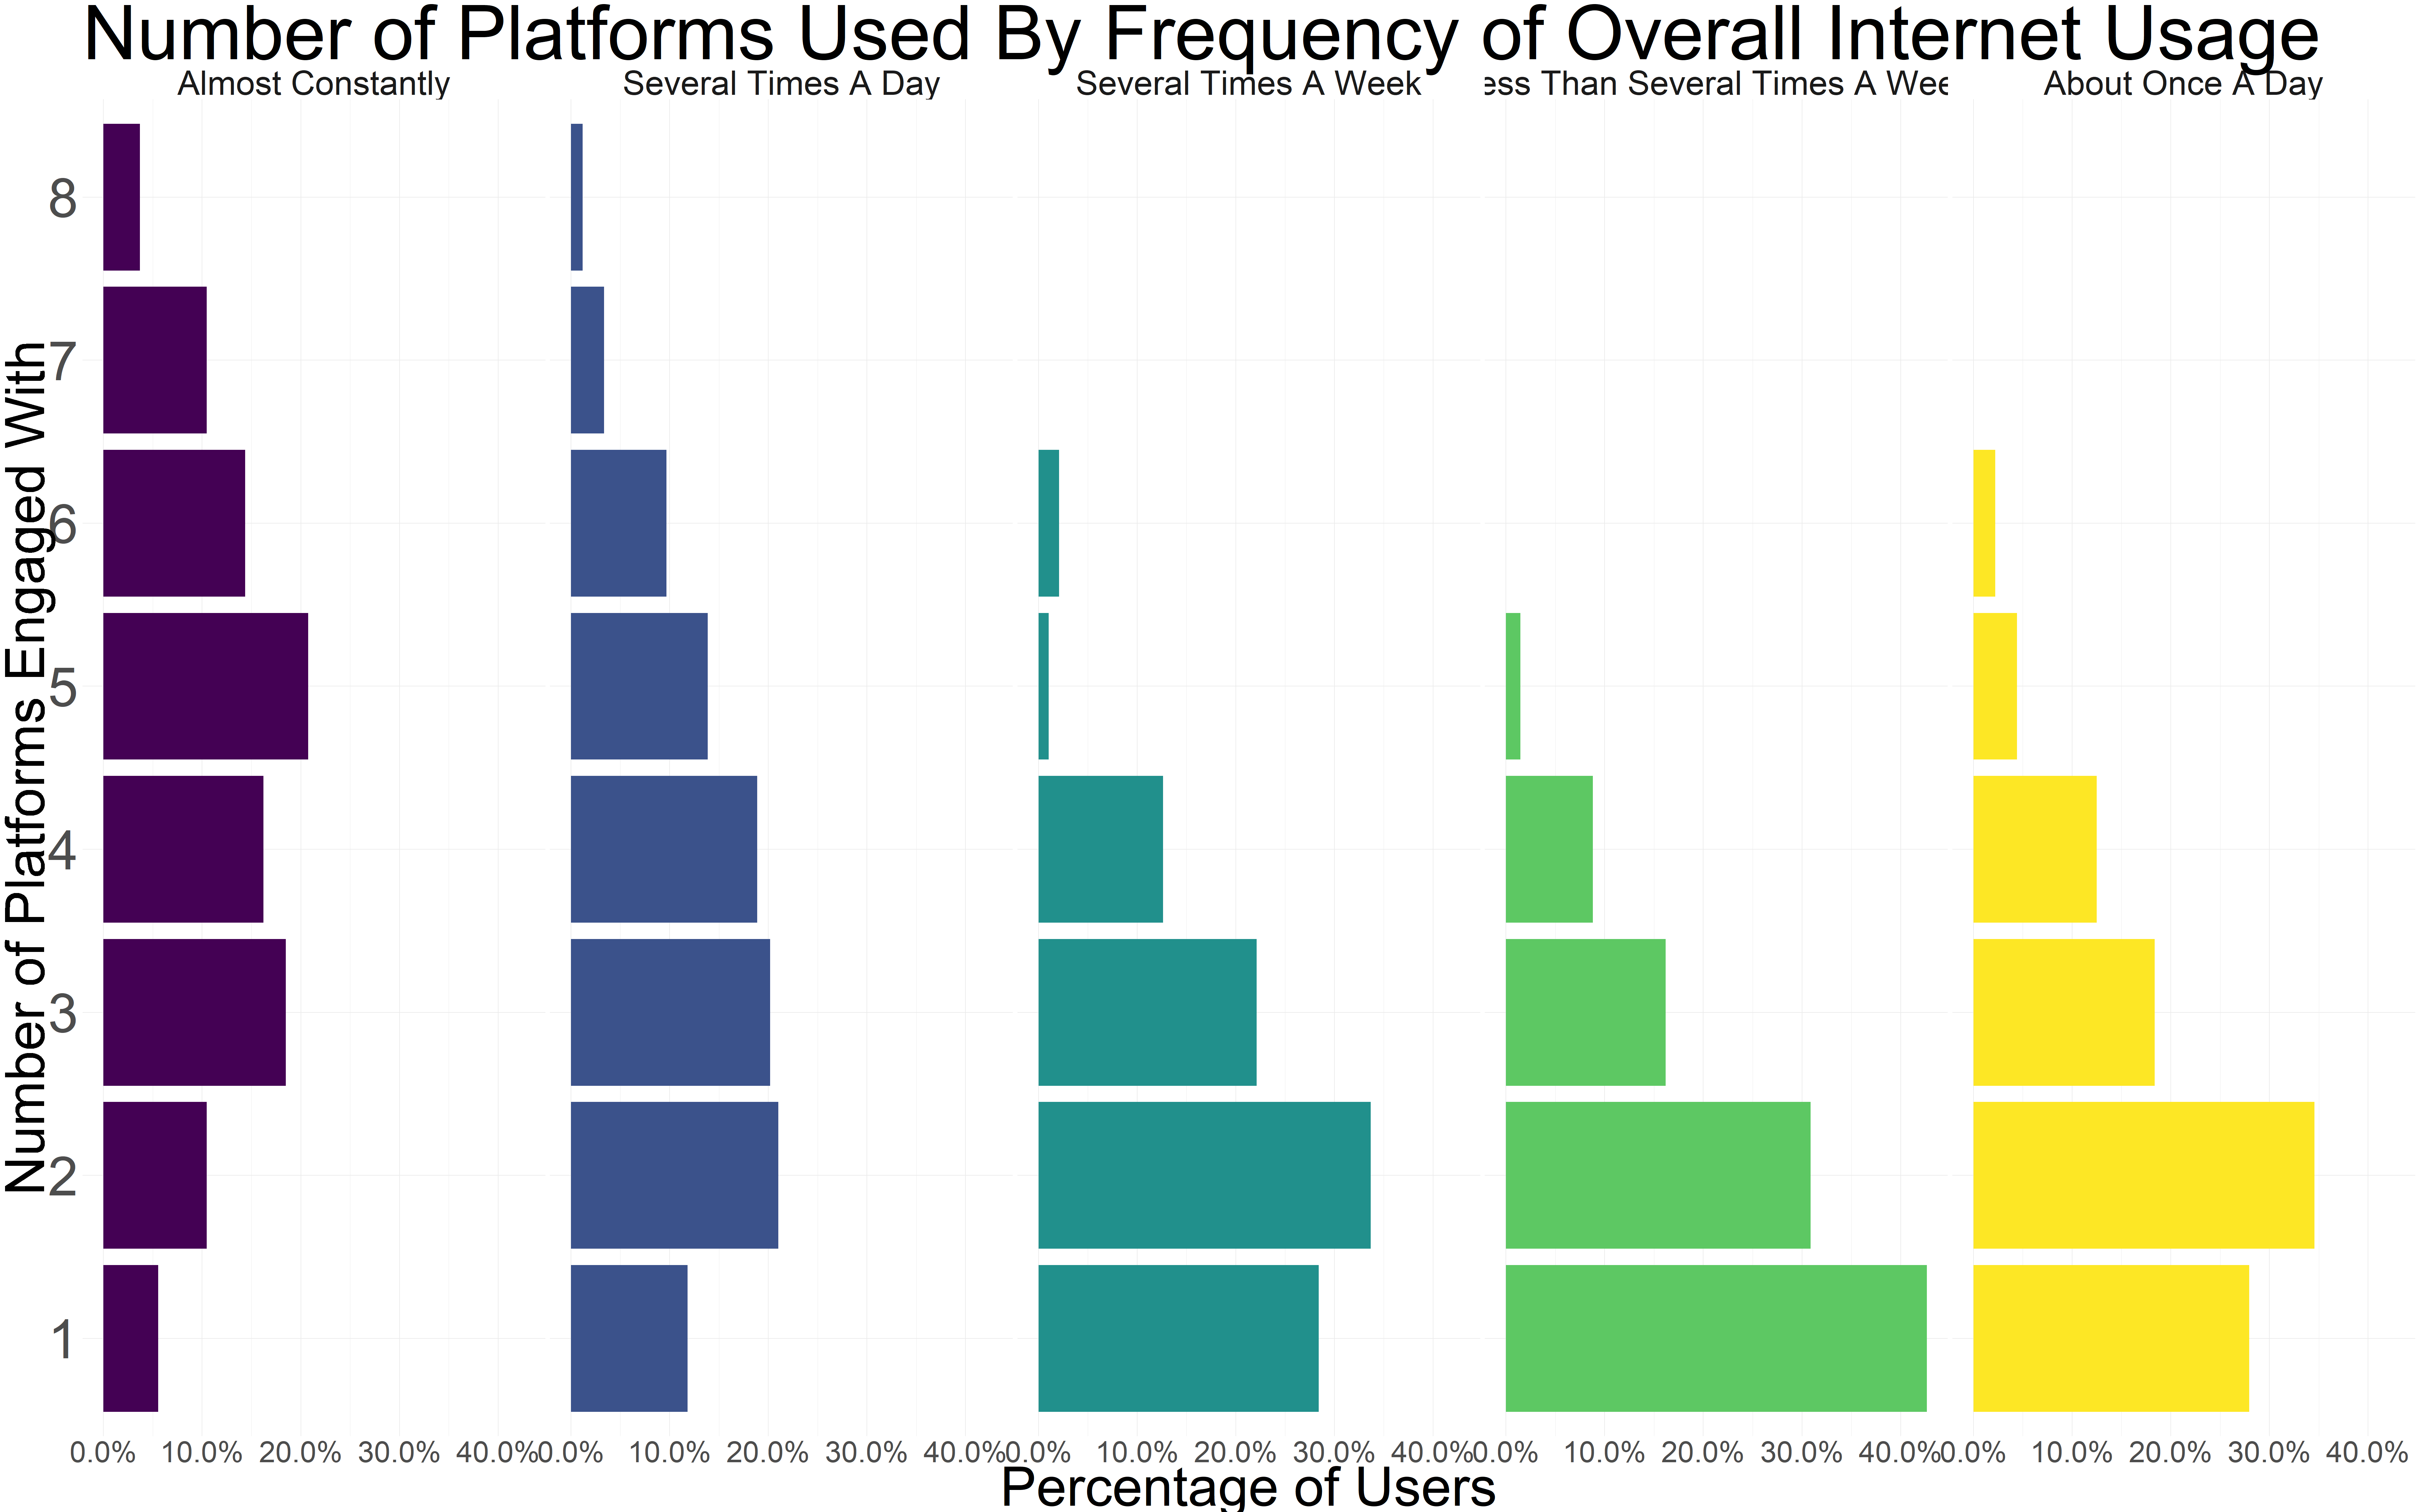 Number of Platforms Used By Frequency of Overall Internet Usage
Almost Constantly
Several Times A Day
Several Times A Week
ess Than Several Times A Wee
About Once A Day
Number of Platforms Engaged With
8
7
6
5
4
3
2
1
0.0% 10.0% 20.0% 30.0% 40.0%
0.0% 10.0% 20.0% 30.0% 40.0%
0.0% 10.0% 20.0% 30.0% 40.0%
0.0% 10.0% 20.0% 30.0% 40.0%
0.0% 10.0% 20.0% 30.0% 40.0%
Percentage of Users